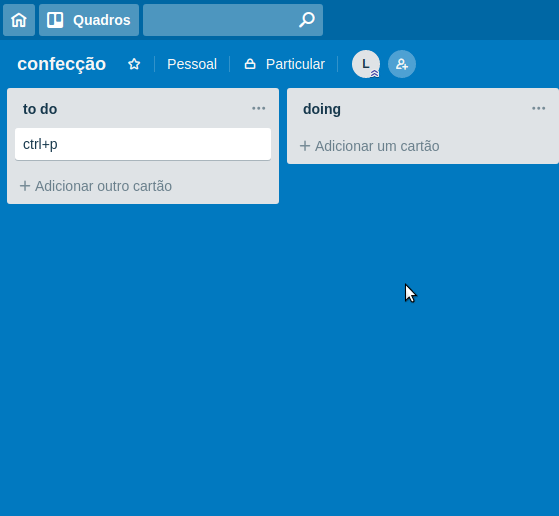 Quadros
confecção Pessoal Particular L
to do
ctrl+p
+ Adicionar outro cartão
doing
+ Adicionar um cartão